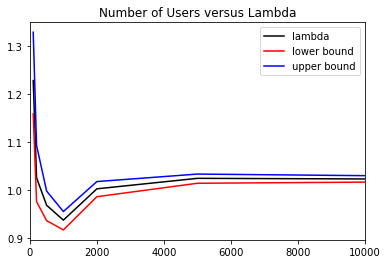 Number of Users versus Lambda
lambda
lower bound
upper bound
1.3
1.2
1.1
1.0
0.9
0 2000 4000 6000 8000 10000